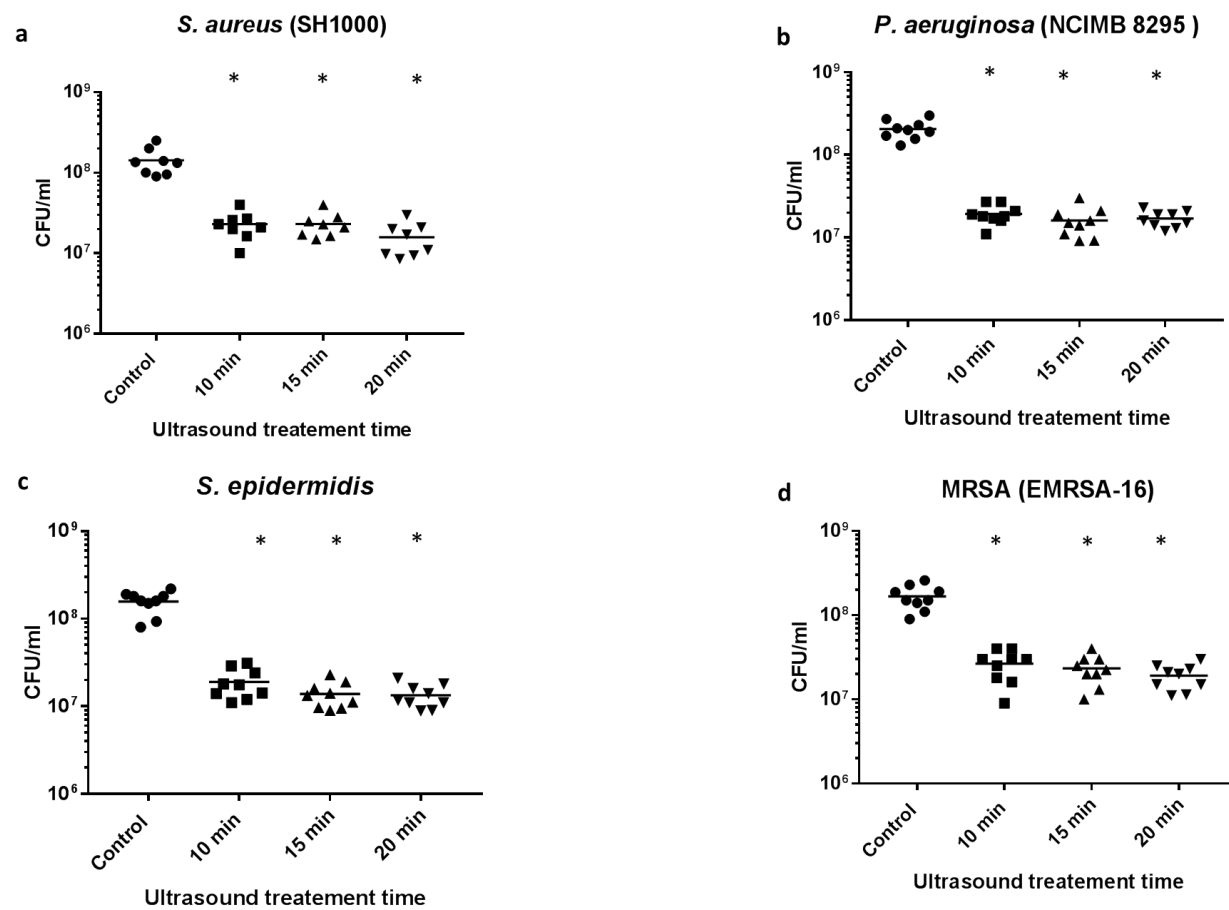 a
S. aureus (SH1000)
* * *
CFU/ml
10⁹
10⁸
10⁷
10⁶
Control
10 min
15 min
20 min
Ultrasound treatement time
b
P. aeruginosa (NCIMB 8295 )
* * *
CFU/ml
10⁹
10⁸
10⁷
10⁶
Control
10 min
15 min
20 min
Ultrasound treatement time
c
S. epidermidis
* * *
CFU/ml
10⁹
10⁸
10⁷
10⁶
Control
10 min
15 min
20 min
Ultrasound treatement time
d
MRSA (EMRSA-16)
* * *
CFU/ml
10⁹
10⁸
10⁷
10⁶
Control
10 min
15 min
20 min
Ultrasound treatement time